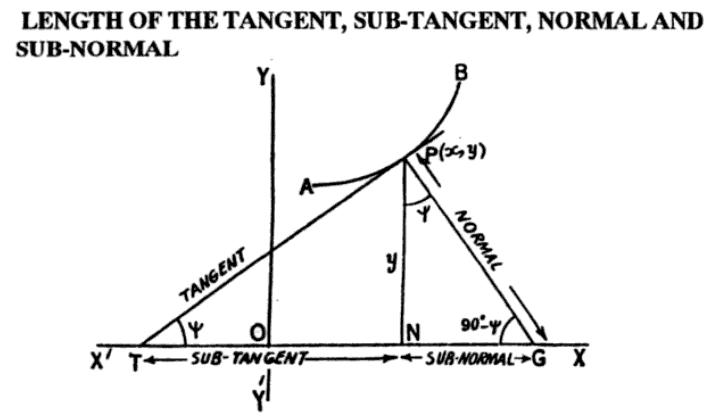 LENGTH OF THE TANGENT, SUB-TANGENT, NORMAL AND
SUB-NORMAL
Y
B
P(x, y)
A
ψ
NORMAL
TANGENT
y
ψ
O
N
90°-ψ
X' T SUB-TANGENT SUB-NORMAL G X
Y'